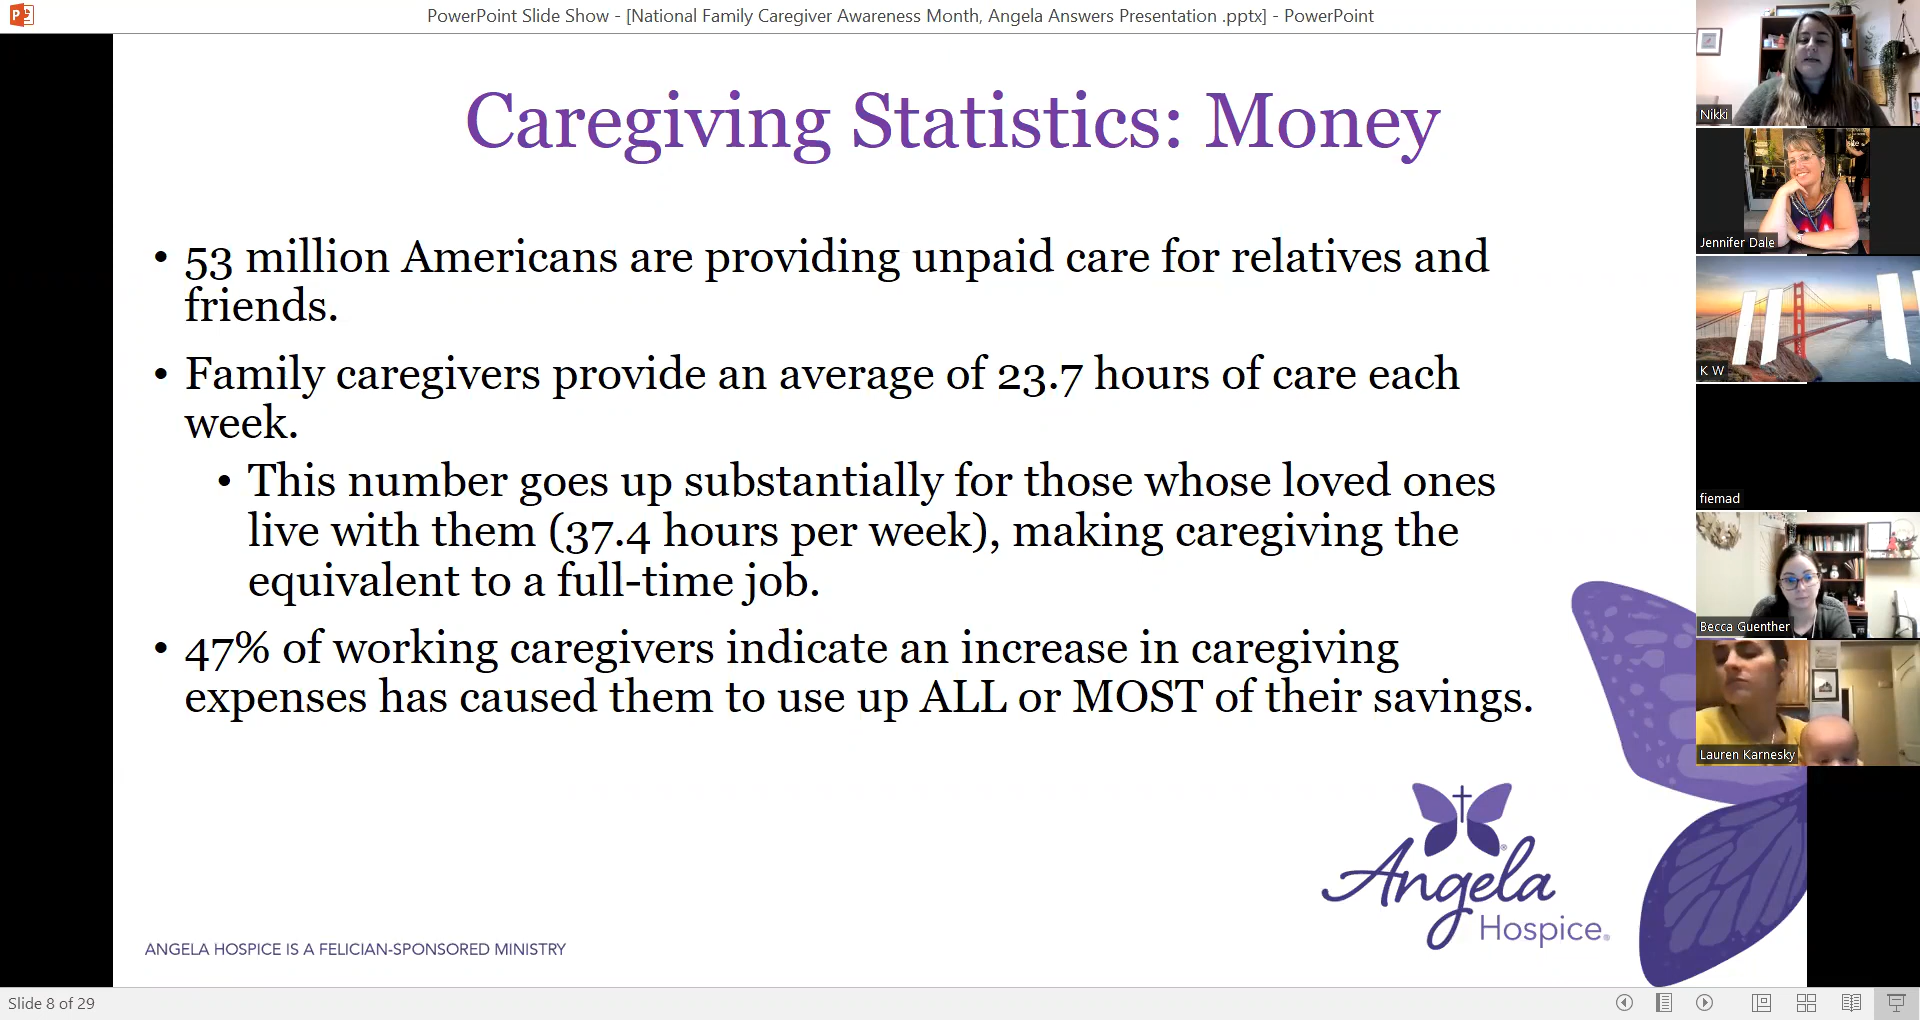 PowerPoint Slide Show - [National Family Caregiver Awareness Month, Angela Answers Presentation .pptx] - PowerPoint
Caregiving Statistics: Money
• 53 million Americans are providing unpaid care for relatives and
friends.
• Family caregivers provide an average of 23.7 hours of care each
week.
• This number goes up substantially for those whose loved ones
live with them (37.4 hours per week), making caregiving the
equivalent to a full-time job.
• 47% of working caregivers indicate an increase in caregiving
expenses has caused them to use up ALL or MOST of their savings.
Angela
Hospice®
ANGELA HOSPICE IS A FELICIAN-SPONSORED MINISTRY
Nikki
Jennifer Dale
K W
fiemad
Becca Guenther
Lauren Karnesky
Slide 8 of 29